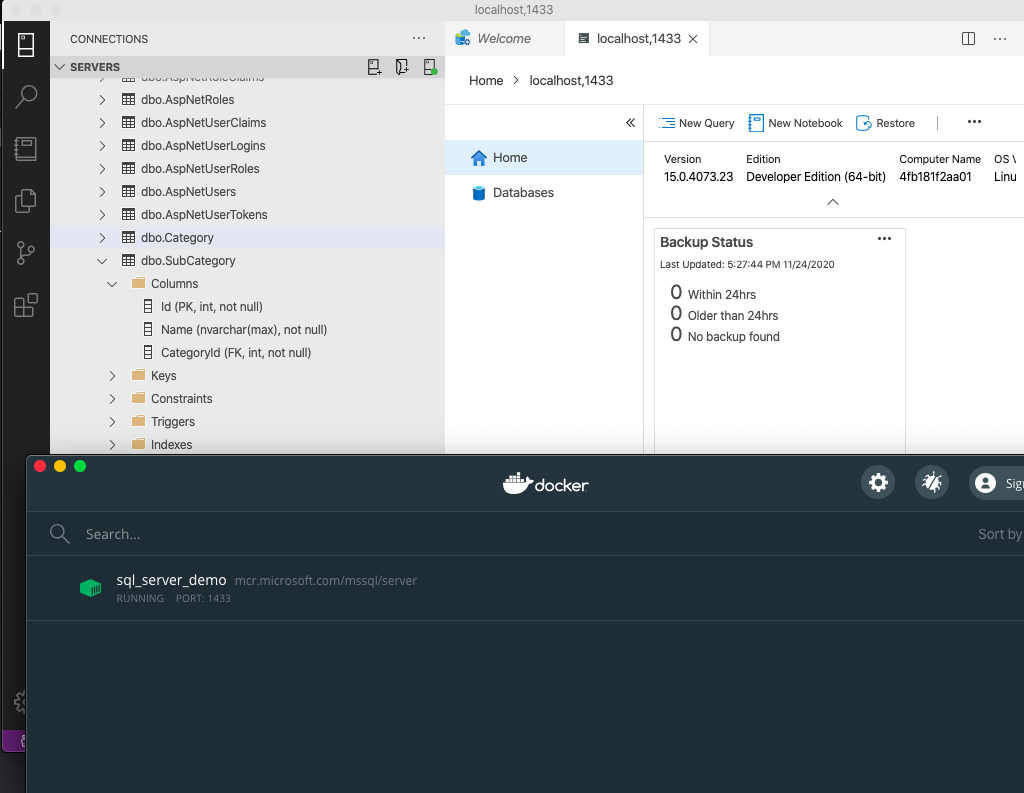 localhost,1433
CONNECTIONS
SERVERS
dbo.AspNetRoleClaims
dbo.AspNetRoles
dbo.AspNetUserClaims
dbo.AspNetUserLogins
dbo.AspNetUserRoles
dbo.AspNetUsers
dbo.AspNetUserTokens
dbo.Category
dbo.SubCategory
Columns
Id (PK, int, not null)
Name (nvarchar(max), not null)
CategoryId (FK, int, not null)
Keys
Constraints
Triggers
Indexes
Welcome
localhost,1433
Home > localhost,1433
Home
Databases
New Query New Notebook Restore
Version Edition Computer Name OS V
15.0.4073.23 Developer Edition (64-bit) 4fb181f2aa01 Linu
Backup Status
Last Updated: 5:27:44 PM 11/24/2020
0 Within 24hrs
0 Older than 24hrs
0 No backup found
docker
Sig
Search...
Sort by
sql_server_demo mcr.microsoft.com/mssql/server
RUNNING PORT: 1433